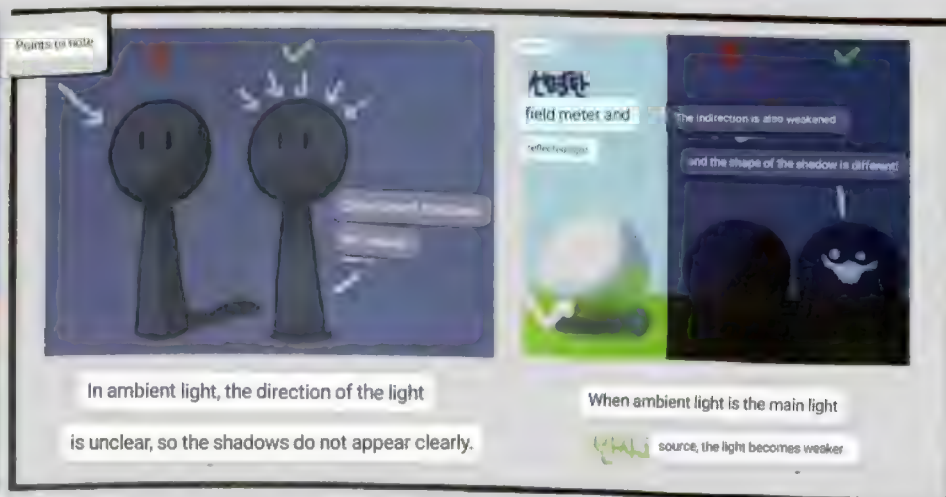 Points to note
field meter and
The indirection is also weakened
and the shape of the shadow is different!
In ambient light, the direction of the light
is unclear, so the shadows do not appear clearly.
When ambient light is the main light
source, the light becomes weaker